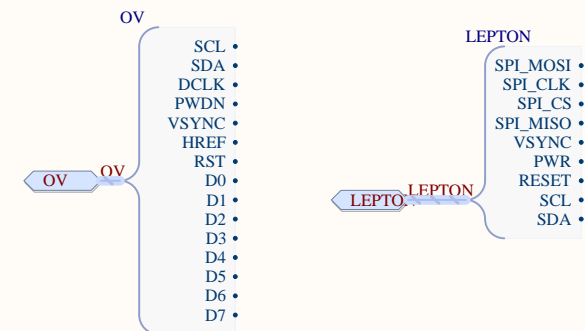 OV
SCL
SDA
DCLK
PWDN
VSYNC
HREF
RST
D0
D1
D2
D3
D4
D5
D6
D7
OV
OV
LEPTON
SPI_MOSI
SPI_CLK
SPI_CS
SPI_MISO
VSYNC
PWR
RESET
SCL
SDA
LEPTON
LEPTON